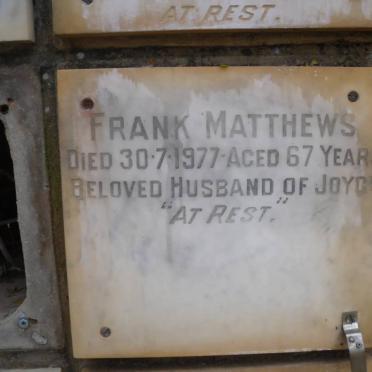 AT REST.
FRANK MATTHEWS
DIED 30·7·1977·AGED 67 YEAR
BELOVED HUSBAND OF JOYC
"AT REST."